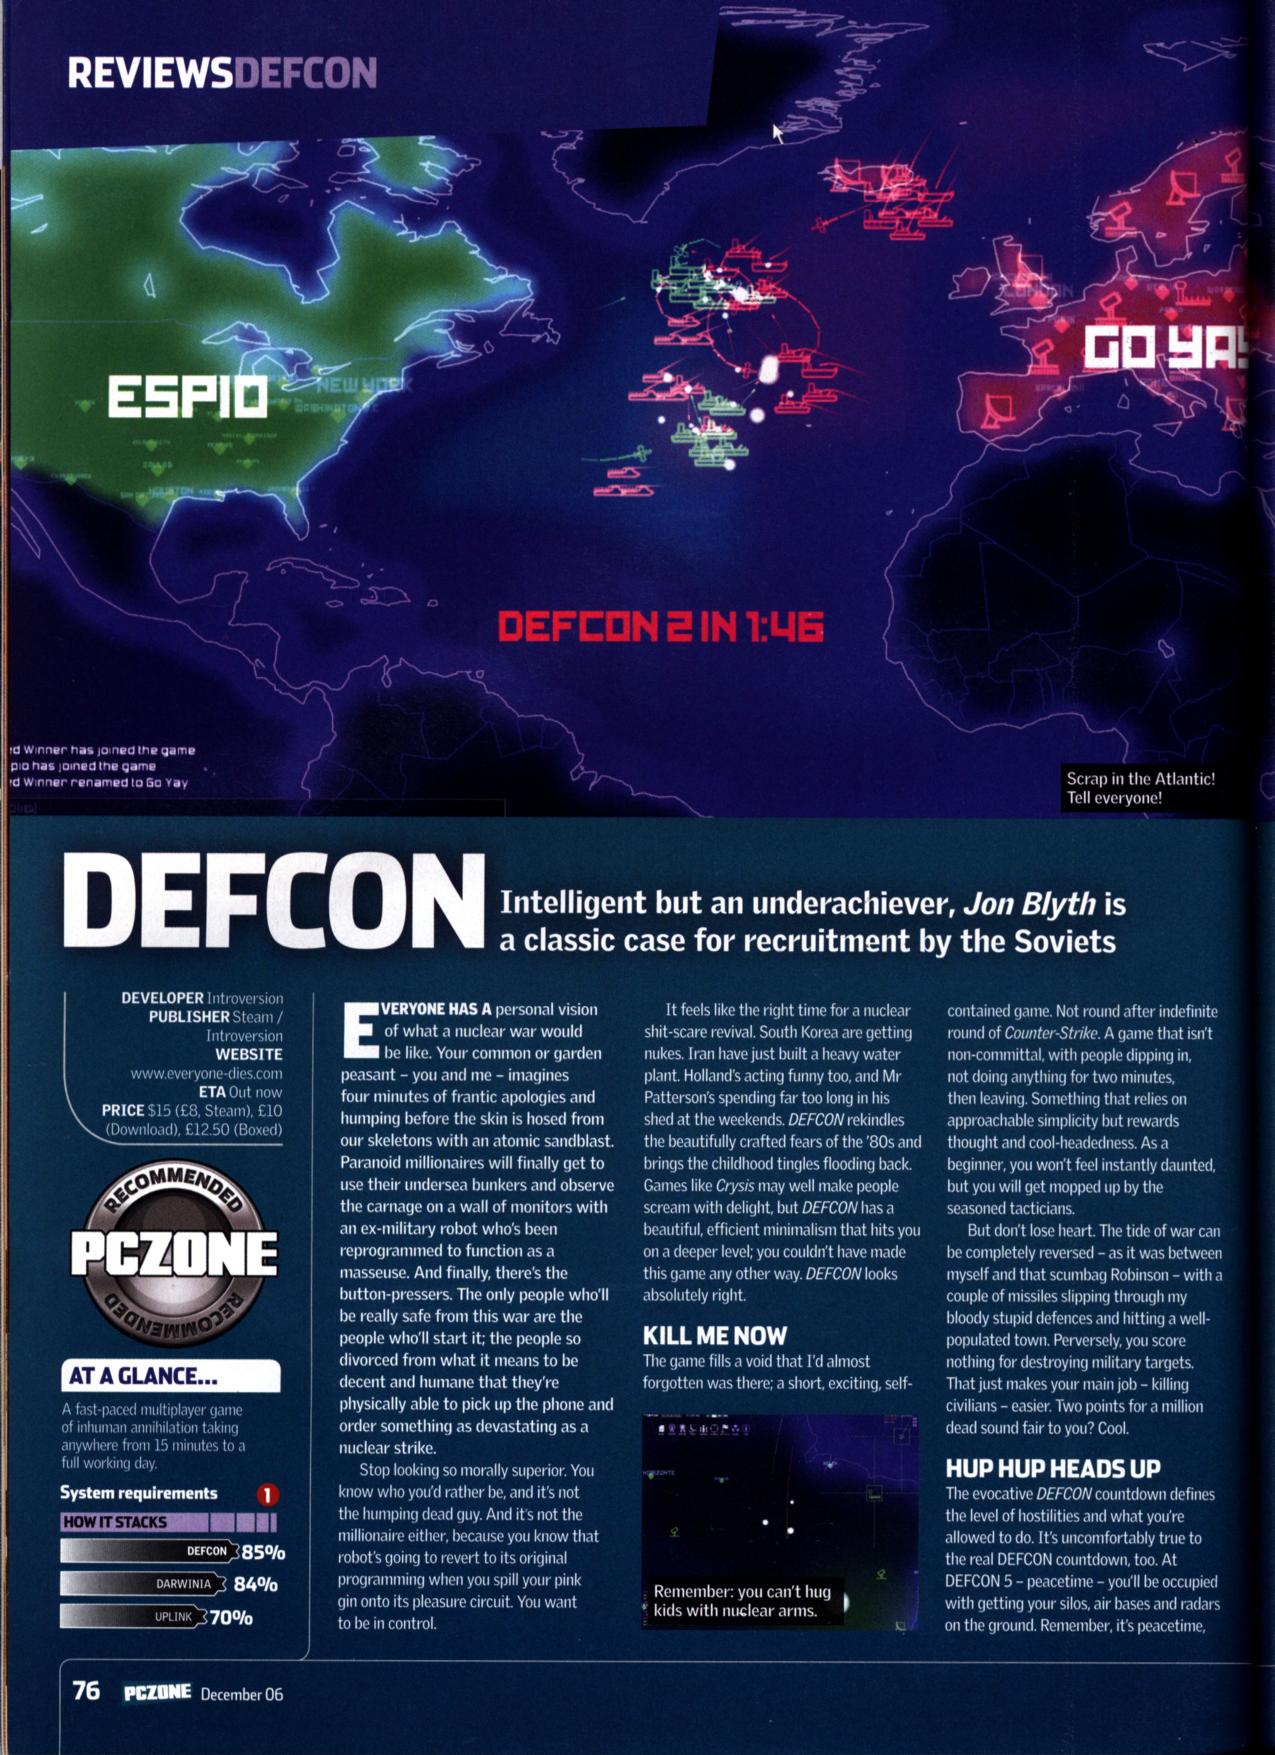 REVIEWSDEFCON
ESPIO
NEW YORK
WASHINGTON DC
HOUSTON
LONDON
GO YA
DEFCON 2 IN 1:46
ed Winner has joined the game
pio has joined the game
ed Winner renamed to Go Yay
Scrap in the Atlantic!
Tell everyone!
DEFCON
Intelligent but an underachiever, Jon Blyth is
a classic case for recruitment by the Soviets
DEVELOPER Introversion
PUBLISHER Steam /
Introversion
WEBSITE
www.everyone-dies.com
ETA Out now
PRICE $15 (£8, Steam), £10
(Download), £12.50 (Boxed)
RECOMMENDED
PCZONE
RECOMMENDED
AT A GLANCE...
A fast-paced multiplayer game
of inhuman annihilation taking
anywhere from 15 minutes to a
full working day.
System requirements 1
HOW IT STACKS
DEFCON 85%
DARWINIA 84%
UPLINK 70%
EVERYONE HAS A personal vision
of what a nuclear war would
be like. Your common or garden
peasant – you and me – imagines
four minutes of frantic apologies and
humping before the skin is hosed from
our skeletons with an atomic sandblast.
Paranoid millionaires will finally get to
use their undersea bunkers and observe
the carnage on a wall of monitors with
an ex-military robot who's been
reprogrammed to function as a
masseuse. And finally, there's the
button-pressers. The only people who'll
be really safe from this war are the
people who'll start it; the people so
divorced from what it means to be
decent and humane that they're
physically able to pick up the phone and
order something as devastating as a
nuclear strike.
Stop looking so morally superior. You
know who you'd rather be, and it's not
the humping dead guy. And it's not the
millionaire either, because you know that
robot's going to revert to its original
programming when you spill your pink
gin onto its pleasure circuit. You want
to be in control.
It feels like the right time for a nuclear
shit-scare revival. South Korea are getting
nukes. Iran have just built a heavy water
plant. Holland's acting funny too, and Mr
Patterson's spending far too long in his
shed at the weekends. DEFCON rekindles
the beautifully crafted fears of the '80s and
brings the childhood tingles flooding back.
Games like Crysis may well make people
scream with delight, but DEFCON has a
beautiful, efficient minimalism that hits you
on a deeper level; you couldn't have made
this game any other way. DEFCON looks
absolutely right.
KILL ME NOW
The game fills a void that I'd almost
forgotten was there; a short, exciting, self-
Remember: you can't hug
kids with nuclear arms.
contained game. Not round after indefinite
round of Counter-Strike. A game that isn't
non-committal, with people dipping in,
not doing anything for two minutes,
then leaving. Something that relies on
approachable simplicity but rewards
thought and cool-headedness. As a
beginner, you won't feel instantly daunted,
but you will get mopped up by the
seasoned tacticians.
But don't lose heart. The tide of war can
be completely reversed – as it was between
myself and that scumbag Robinson – with a
couple of missiles slipping through my
bloody stupid defences and hitting a well-
populated town. Perversely, you score
nothing for destroying military targets.
That just makes your main job – killing
civilians – easier. Two points for a million
dead sound fair to you? Cool.
HUP HUP HEADS UP
The evocative DEFCON countdown defines
the level of hostilities and what you're
allowed to do. It's uncomfortably true to
the real DEFCON countdown, too. At
DEFCON 5 – peacetime – you'll be occupied
with getting your silos, air bases and radars
on the ground. Remember, it's peacetime,
76 PCZONE December 06